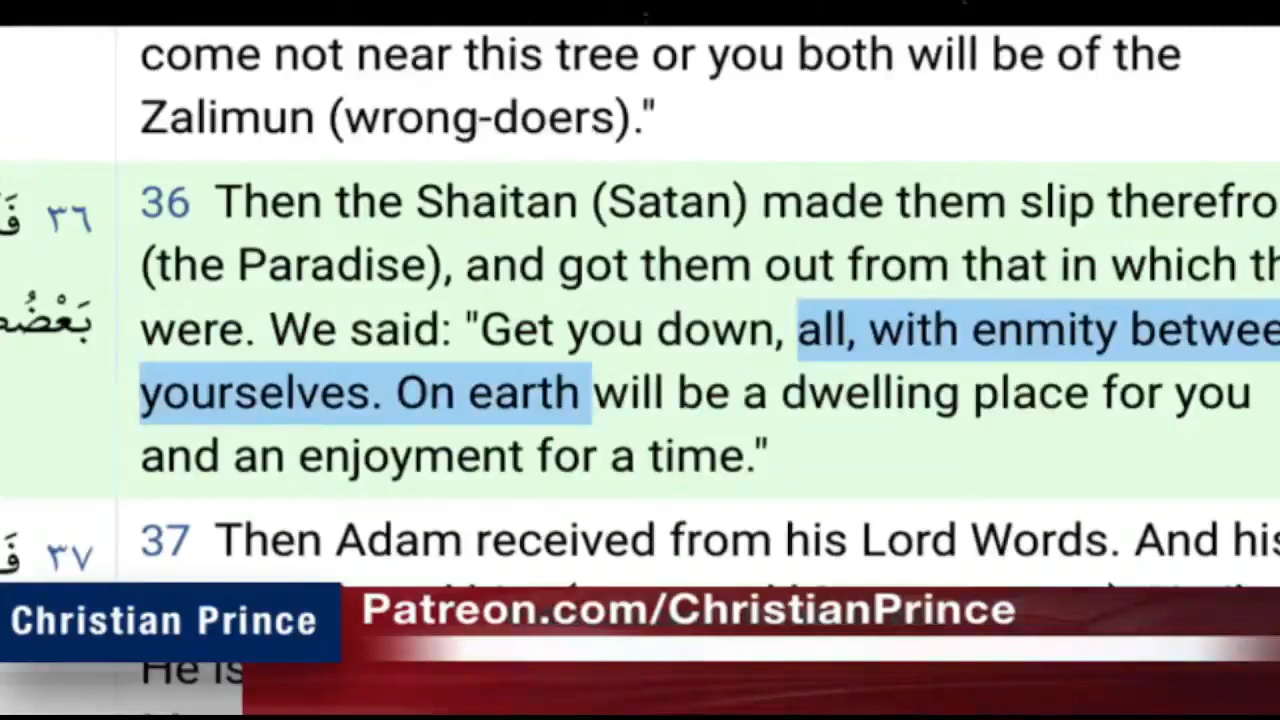 come not near this tree or you both will be of the
Zalimun (wrong-doers)."
٣٦
36 Then the Shaitan (Satan) made them slip therefro
(the Paradise), and got them out from that in which th
بَعْضُ
were. We said: "Get you down, all, with enmity betwee
yourselves. On earth will be a dwelling place for you
and an enjoyment for a time."
٣٧
37 Then Adam received from his Lord Words. And his
Christian Prince
Patreon.com/ChristianPrince
He is